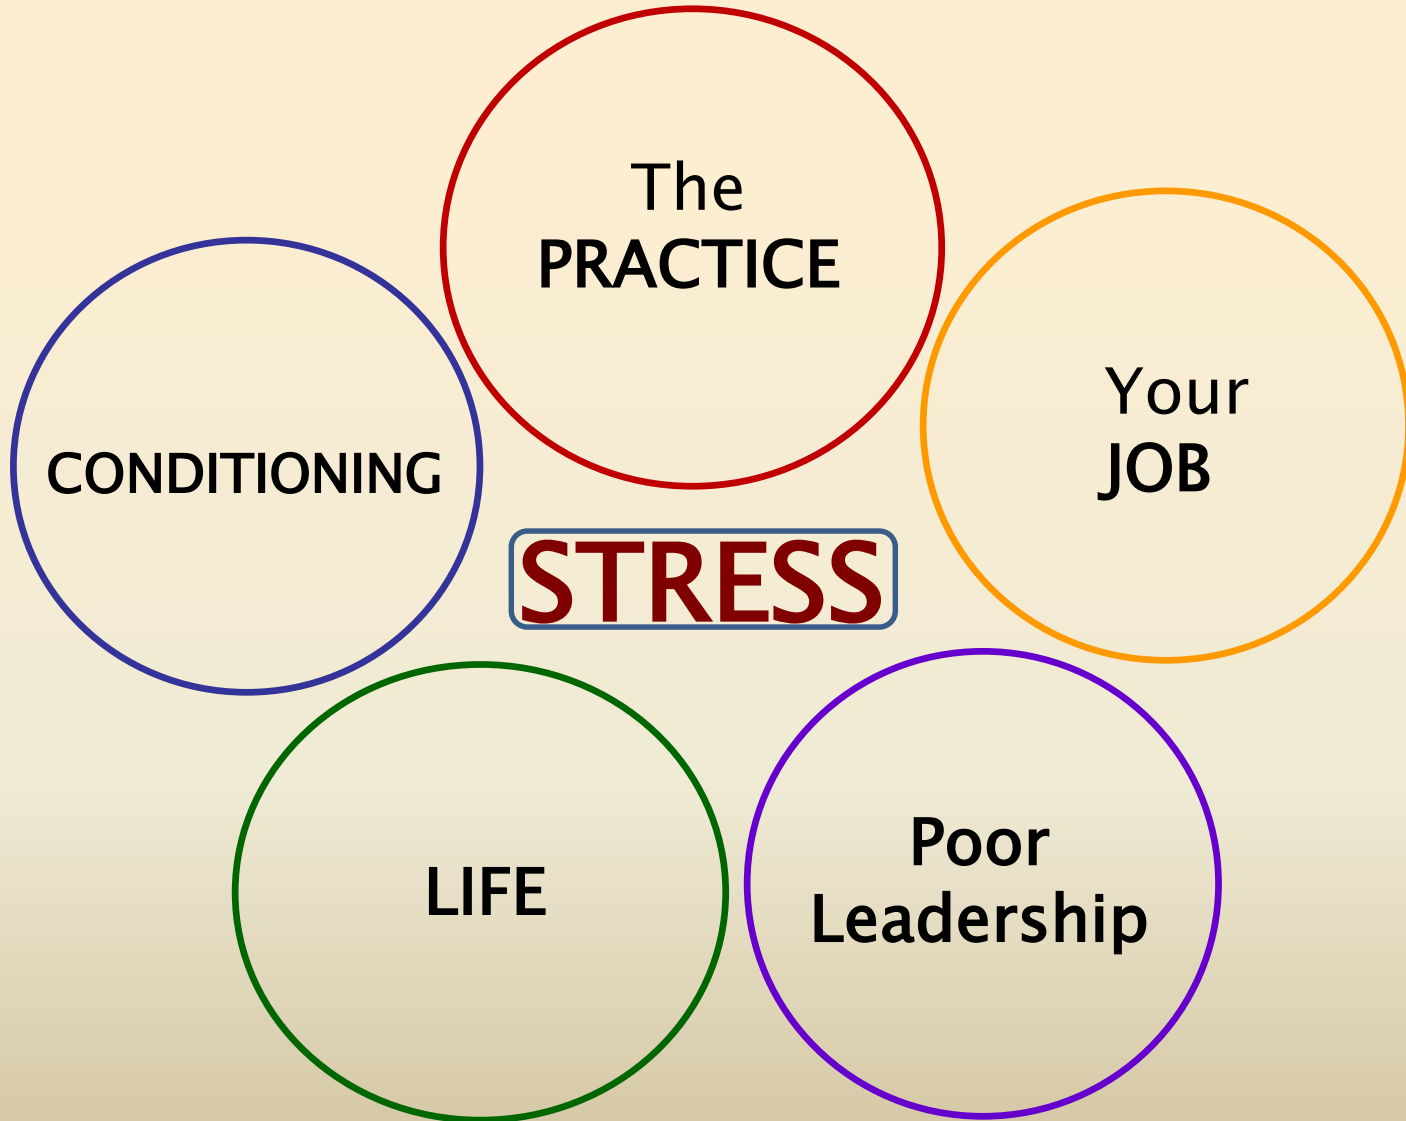 The
PRACTICE
Your
JOB
CONDITIONING
STRESS
Poor
Leadership
LIFE